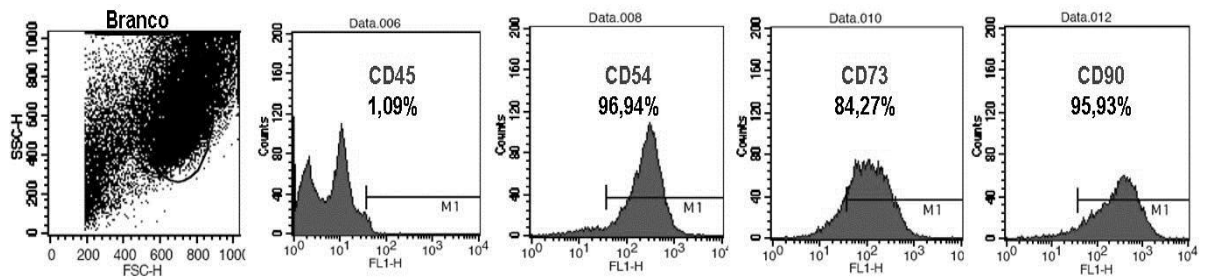 Branco
1000
800
600
400
200
0
SSC-H
0 200 400 600 800 1000
FSC-H
Data.006
200
160
120
80
40
0
Counts
CD45
1,09%
M1
10^0 10^1 10^2 10^3 10^4
FL1-H
Data.008
200
160
120
80
40
0
Counts
CD54
96,94%
M1
10^0 10^1 10^2 10^3 10^4
FL1-H
Data.010
200
160
120
80
40
0
Counts
CD73
84,27%
M1
10^0 10^1 10^2 10^3 10^4
FL1-H
Data.012
200
160
120
80
40
0
Counts
CD90
95,93%
M1
10^0 10^1 10^2 10^3 10^4
FL1-H